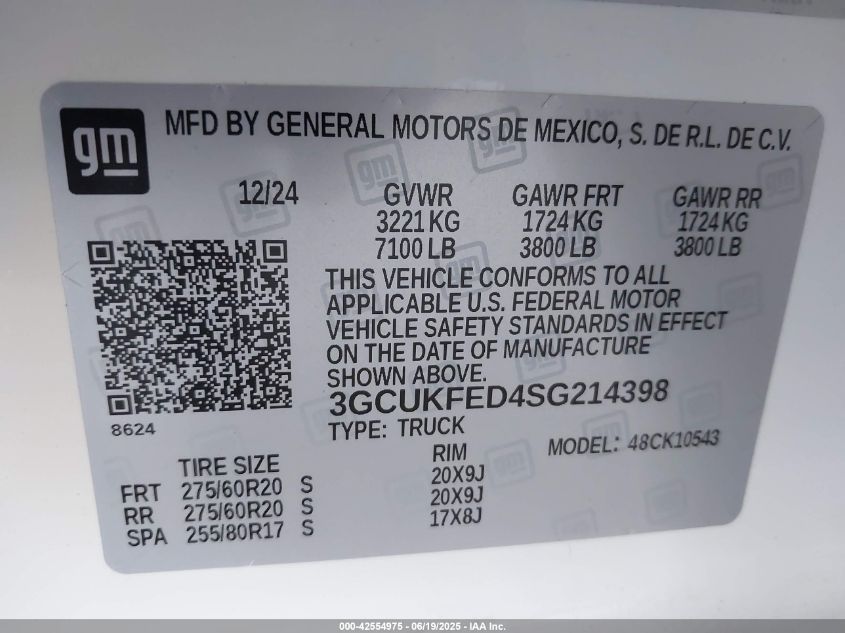 gm
MFD BY GENERAL MOTORS DE MEXICO, S. DE R.L. DE C.V.
12/24 GVWR GAWR FRT GAWR RR
3221 KG 1724 KG 1724 KG
7100 LB 3800 LB 3800 LB
THIS VEHICLE CONFORMS TO ALL
APPLICABLE U.S. FEDERAL MOTOR
VEHICLE SAFETY STANDARDS IN EFFECT
ON THE DATE OF MANUFACTURE
SHOWN ABOVE.
3GCUKFED4SG214398
8624
TYPE: TRUCK MODEL: 48CK10543
TIRE SIZE RIM
FRT 275/60R20 S 20X9J
RR 275/60R20 S 20X9J
SPA 255/80R17 S 17X8J
000-42554975 - 06/19/2025 - IAA Inc.